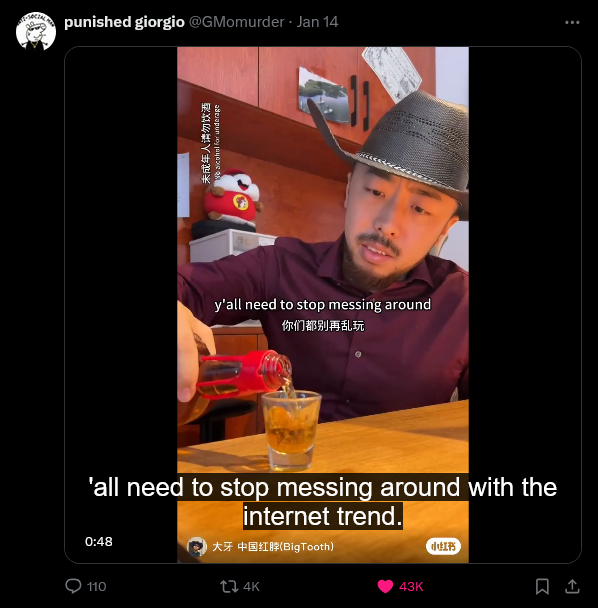 punished giorgio @GMomurder · Jan 14
未成年人请勿饮酒
No alcohol for underage
y'all need to stop messing around
你们都别再乱玩
'all need to stop messing around with the
internet trend.
0:48
大牙 中国红脖(BigTooth)
小红书
110
4K
43K